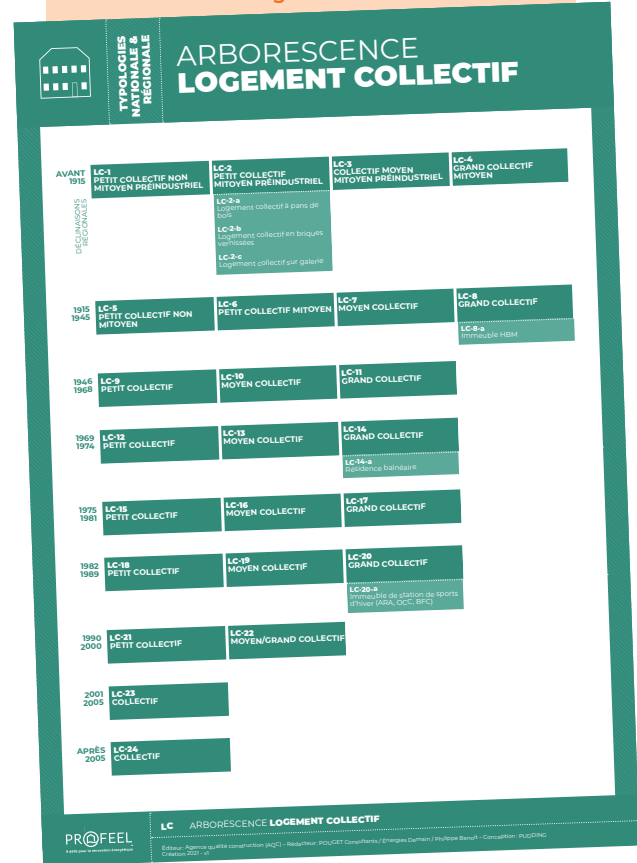 TYPOLOGIES
NATIONALE &
RÉGIONALE
ARBORESCENCE
LOGEMENT COLLECTIF
AVANT
1915
DÉCLINAISONS
RÉGIONALES
LC-1
PETIT COLLECTIF NON
MITOYEN PRÉINDUSTRIEL
LC-2
PETIT COLLECTIF
MITOYEN PRÉINDUSTRIEL
LC-2-a
Logement collectif à pans de
bois
LC-2-b
Logement collectif en briques
vernissées
LC-2-c
Logement collectif sur galerie
LC-3
COLLECTIF MOYEN
MITOYEN PRÉINDUSTRIEL
LC-4
GRAND COLLECTIF
MITOYEN
1915
1945
LC-5
PETIT COLLECTIF NON
MITOYEN
LC-6
PETIT COLLECTIF MITOYEN
LC-7
MOYEN COLLECTIF
LC-8
GRAND COLLECTIF
LC-8-a
Immeuble HBM
1946
1968
LC-9
PETIT COLLECTIF
LC-10
MOYEN COLLECTIF
LC-11
GRAND COLLECTIF
1969
1974
LC-12
PETIT COLLECTIF
LC-13
MOYEN COLLECTIF
LC-14
GRAND COLLECTIF
LC-14-a
Résidence balnéaire
1975
1981
LC-15
PETIT COLLECTIF
LC-16
MOYEN COLLECTIF
LC-17
GRAND COLLECTIF
1982
1989
LC-18
PETIT COLLECTIF
LC-19
MOYEN COLLECTIF
LC-20
GRAND COLLECTIF
LC-20-a
Immeuble de station de sports
d'hiver (ARA, OCC, BFC)
1990
2000
LC-21
PETIT COLLECTIF
LC-22
MOYEN/GRAND COLLECTIF
2001
2005
LC-23
COLLECTIF
APRÈS
2005
LC-24
COLLECTIF
PROFEEL
LC ARBORESCENCE LOGEMENT COLLECTIF
Éditeur: Agence qualité construction (AQC) – Rédacteur : POUGET Consultants / Énergies Demain / Philippe Benoit – Conception : PUDDING
Création 2021 - v1